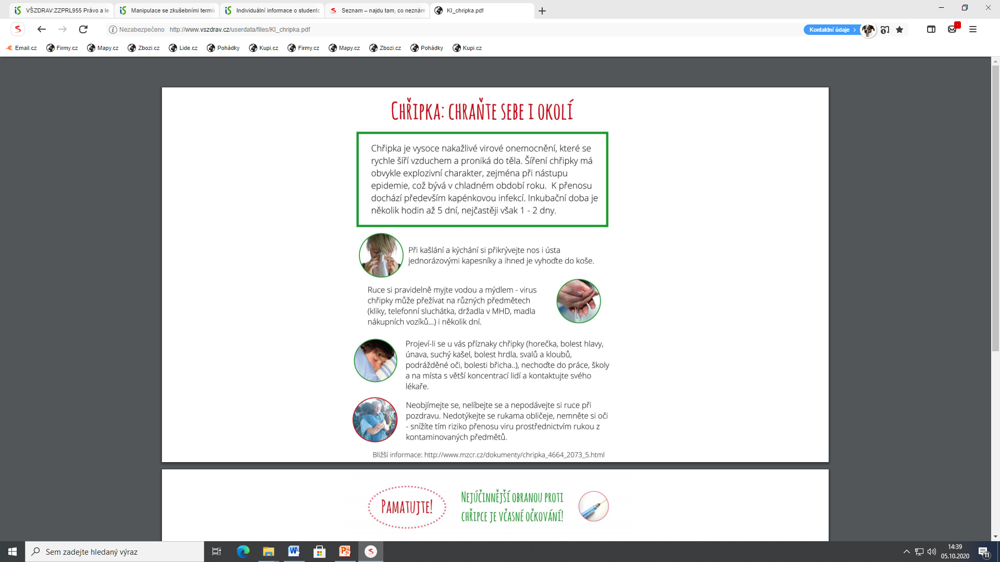 VŠZDRAV:ZZPRL955 Právo a le
Manipulace se zkušebními termín
Individuální informace o studento
Seznam – najdu tam, co neznám
KI_chripka.pdf
Nezabezpečeno http://www.vszdrav.cz/userdata/files/KI_chripka.pdf
Kontaktní údaje
Email.cz Firmy.cz Mapy.cz Zbozi.cz Lide.cz Pohádky Kupi.cz Firmy.cz Mapy.cz Zbozi.cz Pohádky Kupi.cz
CHŘIPKA: CHRAŇTE SEBE I OKOLÍ
Chřipka je vysoce nakažlivé virové onemocnění, které se
rychle šíří vzduchem a proniká do těla. Šíření chřipky má
obvykle explozivní charakter, zejména při nástupu
epidemie, což bývá v chladném období roku. K přenosu
dochází především kapénkovou infekcí. Inkubační doba je
několik hodin až 5 dní, nejčastěji však 1 - 2 dny.
Při kašlání a kýchání si přikrývejte nos i ústa
jednorázovými kapesníky a ihned je vyhoďte do koše.
Ruce si pravidelně myjte vodou a mýdlem - virus
chřipky může přežívat na různých předmětech
(kliky, telefonní sluchátka, držadla v MHD, madla
nákupních vozíků...) i několik dní.
Projeví-li se u vás příznaky chřipky (horečka, bolest hlavy,
únava, suchý kašel, bolest hrdla, svalů a kloubů,
podrážděné oči, bolesti břicha..), nechoďte do práce, školy
a na místa s větší koncentrací lidí a kontaktujte svého
lékaře.
Neobjímejte se, nelíbejte se a nepodávejte si ruce při
pozdravu. Nedotýkejte se rukama obličeje, nemněte si oči
- snížíte tím riziko přenosu viru prostřednictvím rukou z
kontaminovaných předmětů.
Bližší informace: http://www.mzcr.cz/dokumenty/chripka_4664_2073_5.html
PAMATUJTE!
NEJÚČINNĚJŠÍ OBRANOU PROTI
CHŘIPCE JE VČASNÉ OČKOVÁNÍ!
Sem zadejte hledaný výraz
14:39
05.10.2020
11